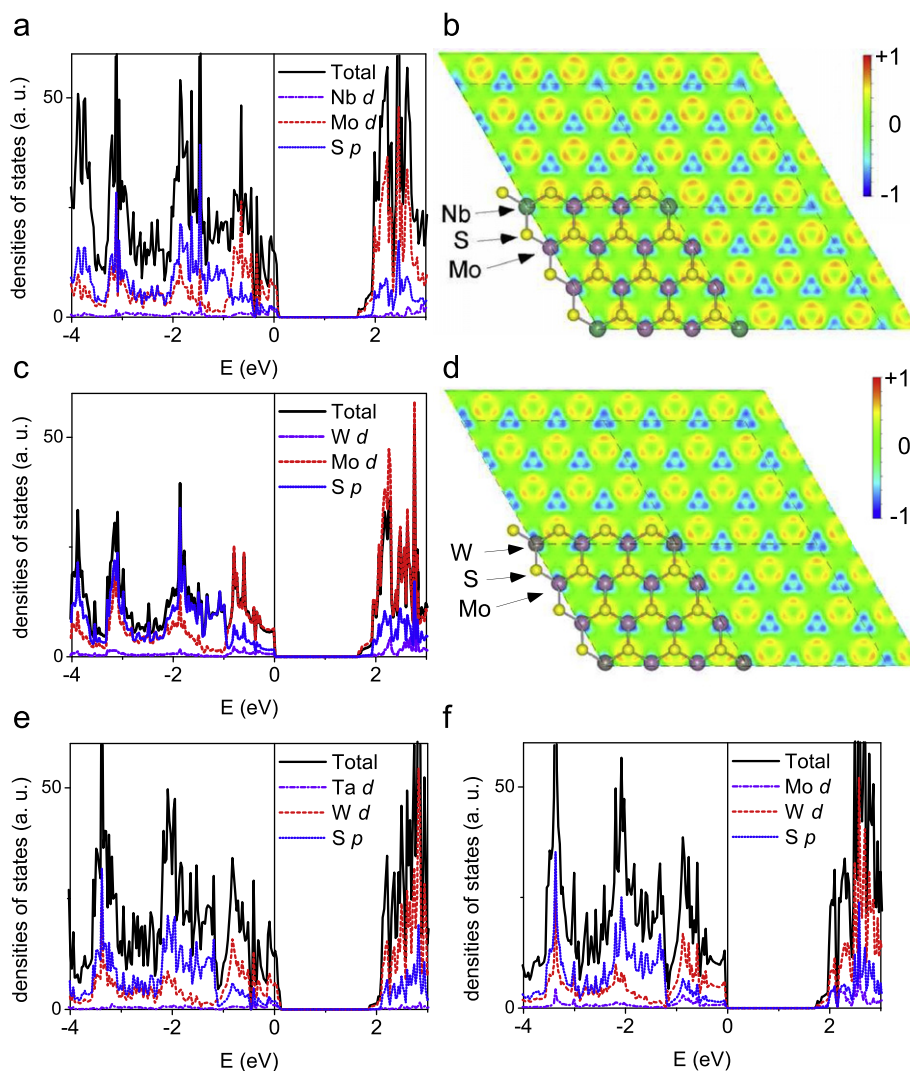 a
densities of states (a. u.)
50
0
Total
Nb d
Mo d
S p
-4
-2
0
2
E (eV)
b
+1
0
-1
Nb
S
Mo
c
densities of states (a. u.)
50
0
Total
W d
Mo d
S p
-4
-2
0
2
E (eV)
d
+1
0
-1
W
S
Mo
e
densities of states (a. u.)
50
0
Total
Ta d
W d
S p
-4
-2
0
2
E (eV)
f
densities of states (a. u.)
50
0
Total
Mo d
W d
S p
-4
-2
0
2
E (eV)